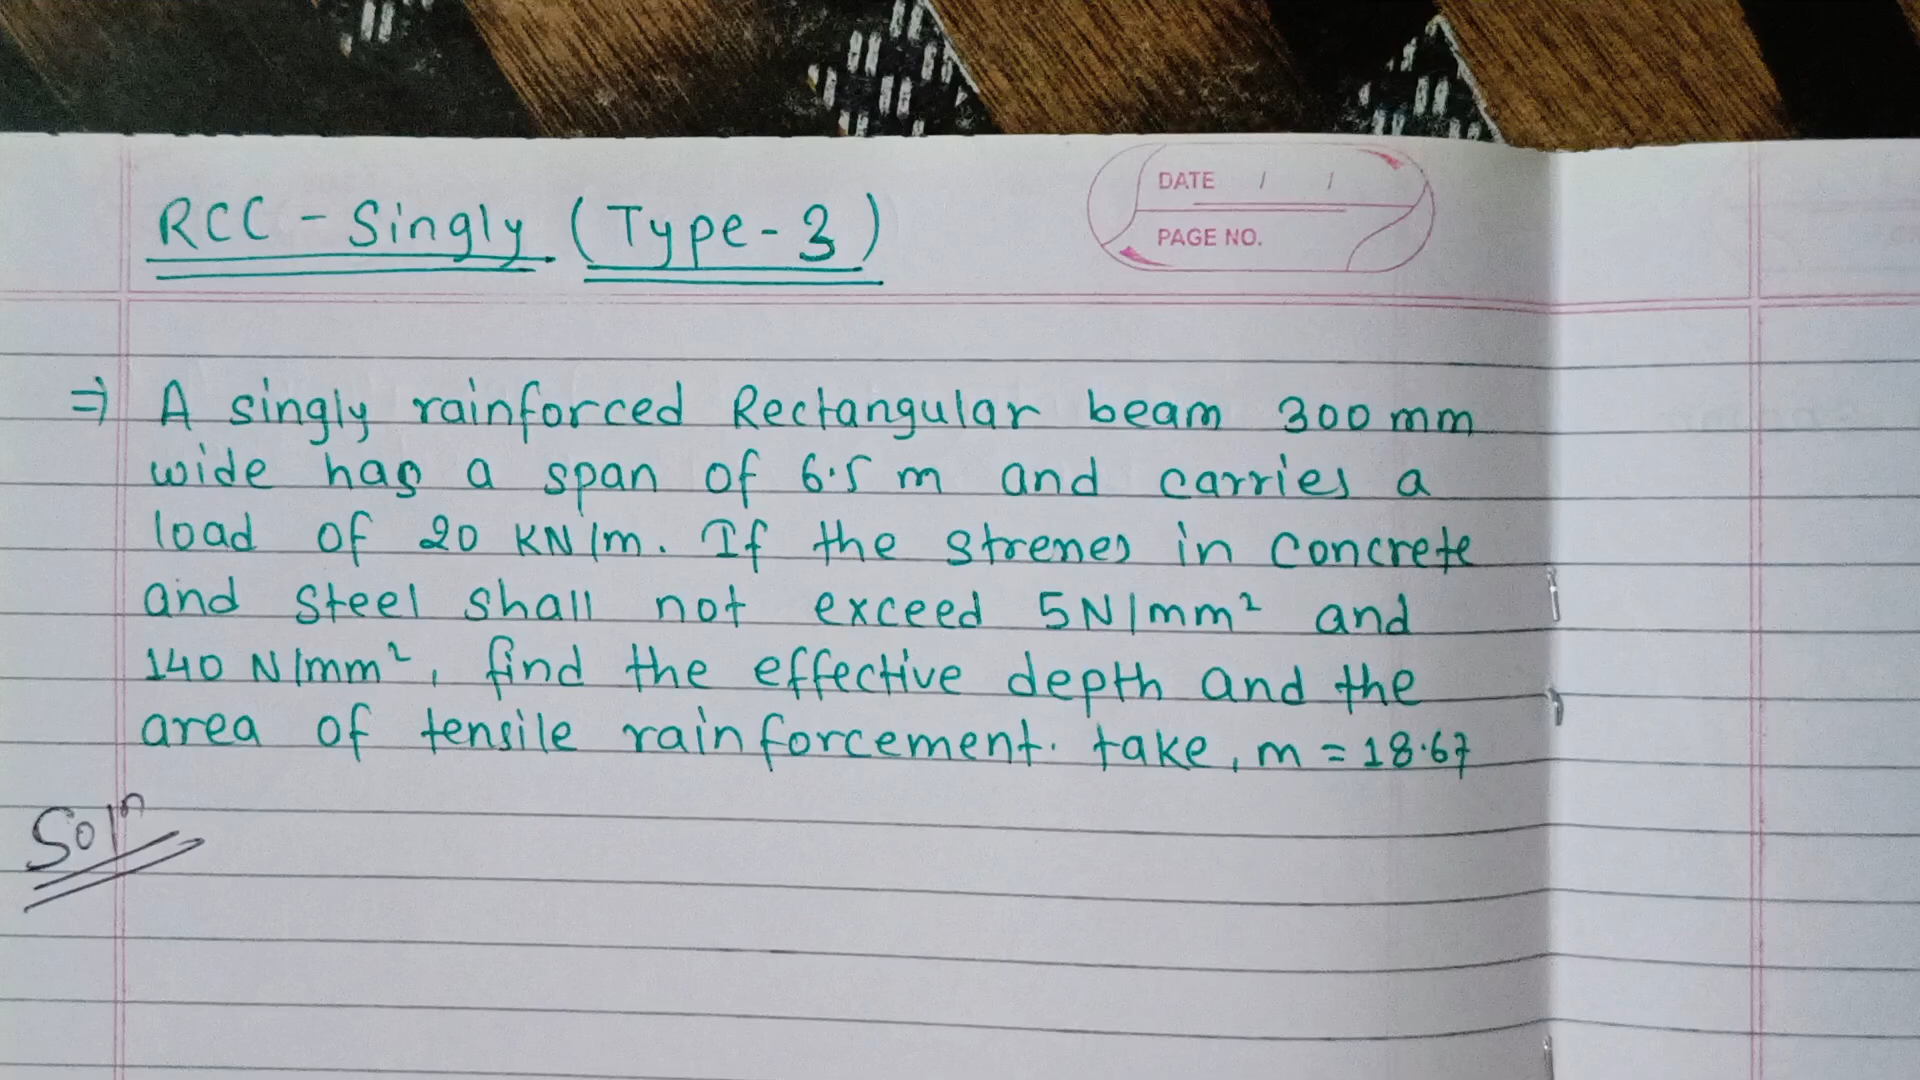 RCC - Singly (Type-3)
DATE / /
PAGE NO.
⇒ A singly rainforced Rectangular beam 300 mm
wide has a span of 6.5 m and carries a
load of 20 KN/m. If the stresses in concrete
and steel shall not exceed 5N/mm² and
140 N/mm², find the effective depth and the
area of tensile rainforcement. take, m = 18.67
Solⁿ